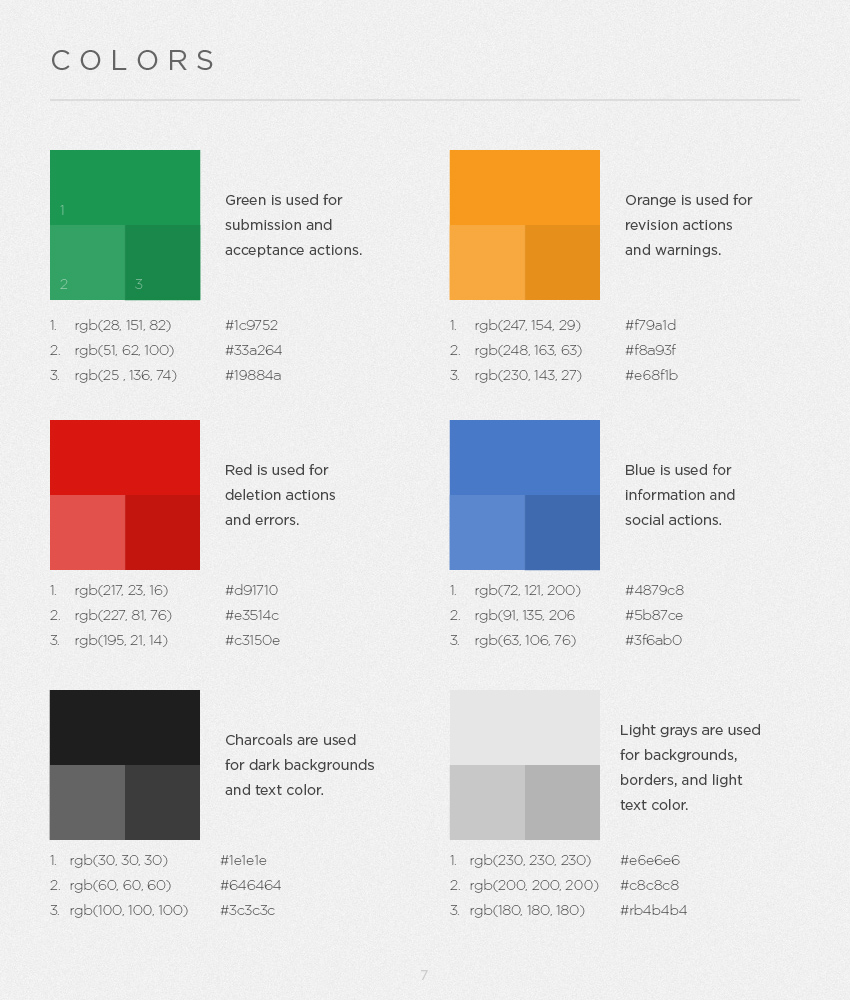 COLORS
1
2 3
Green is used for
submission and
acceptance actions.
1. rgb(28, 151, 82) #1c9752
2. rgb(51, 62, 100) #33a264
3. rgb(25 , 136, 74) #19884a
Orange is used for
revision actions
and warnings.
1. rgb(247, 154, 29) #f79a1d
2. rgb(248, 163, 63) #f8a93f
3. rgb(230, 143, 27) #e68f1b
Red is used for
deletion actions
and errors.
1. rgb(217, 23, 16) #d91710
2. rgb(227, 81, 76) #e3514c
3. rgb(195, 21, 14) #c3150e
Blue is used for
information and
social actions.
1. rgb(72, 121, 200) #4879c8
2. rgb(91, 135, 206 #5b87ce
3. rgb(63, 106, 76) #3f6ab0
Charcoals are used
for dark backgrounds
and text color.
1. rgb(30, 30, 30) #1e1e1e
2. rgb(60, 60, 60) #646464
3. rgb(100, 100, 100) #3c3c3c
Light grays are used
for backgrounds,
borders, and light
text color.
1. rgb(230, 230, 230) #e6e6e6
2. rgb(200, 200, 200) #c8c8c8
3. rgb(180, 180, 180) #rb4b4b4
7